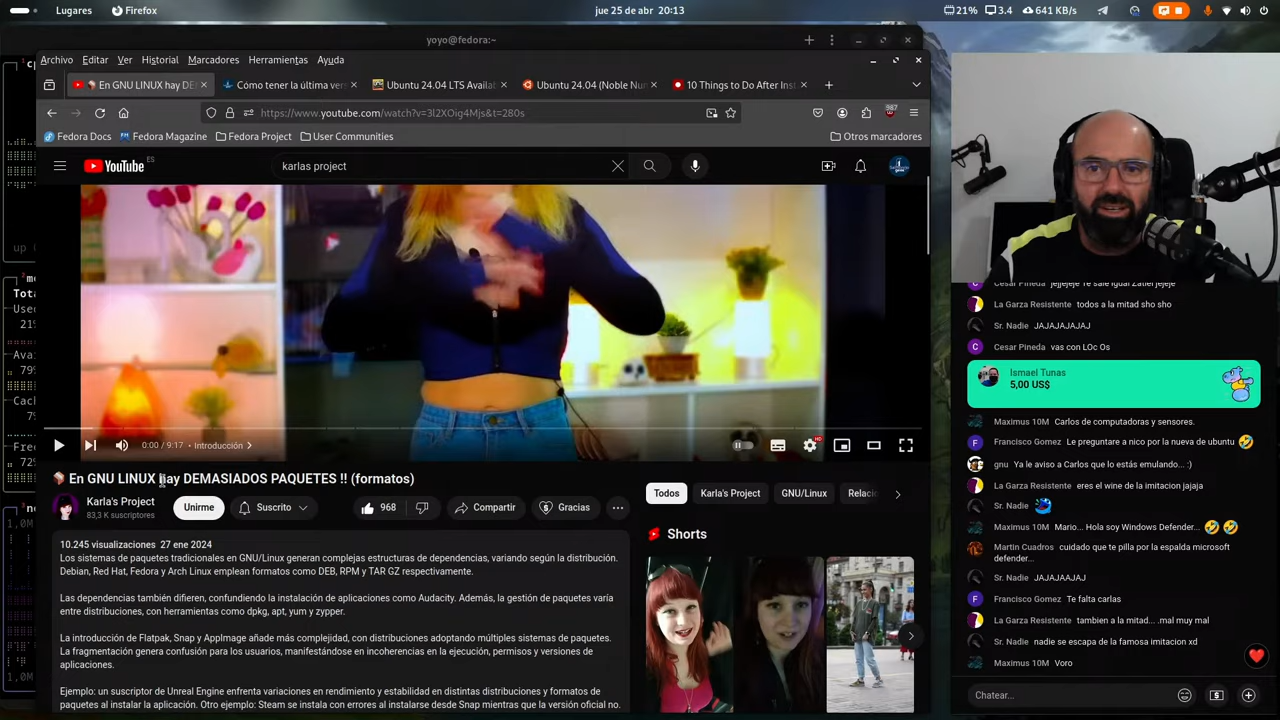 Lugares
Firefox
jue 25 de abr 20:13
21% 3.4 641 KB/s
yoyo@fedora:~
Archivo Editar Ver Historial Marcadores Herramientas Ayuda
En GNU LINUX hay DE
Cómo tener la última vers
Ubuntu 24.04 LTS Availat
Ubuntu 24.04 (Noble Nur
10 Things to Do After Inst
https://www.youtube.com/watch?v=3l2XOig4Mjs&t=280s
Fedora Docs Fedora Magazine Fedora Project User Communities Otros marcadores
YouTube ES
karlas project
0:00 / 9:17 • Introducción
En GNU LINUX hay DEMASIADOS PAQUETES !! (formatos)
Karla's Project
83,3 K suscriptores
Unirme
Suscrito
968
Compartir
Gracias
10.245 visualizaciones 27 ene 2024
Los sistemas de paquetes tradicionales en GNU/Linux generan complejas estructuras de dependencias, variando según la distribución.
Debian, Red Hat, Fedora y Arch Linux emplean formatos como DEB, RPM y TAR GZ respectivamente.
Las dependencias también difieren, confundiendo la instalación de aplicaciones como Audacity. Además, la gestión de paquetes varía
entre distribuciones, con herramientas como dpkg, apt, yum y zypper.
La introducción de Flatpak, Snap y AppImage añade más complejidad, con distribuciones adoptando múltiples sistemas de paquetes.
La fragmentación genera confusión para los usuarios, manifestándose en incoherencias en la ejecución, permisos y versiones de
aplicaciones.
Ejemplo: un suscriptor de Unreal Engine enfrenta variaciones en rendimiento y estabilidad en distintas distribuciones y formatos de
paquetes al instalar la aplicación. Otro ejemplo: Steam se instala con errores al instalarse desde Snap mientras que la versión oficial no.
Todos Karla's Project GNU/Linux Relacio
Shorts
Cesar Pineda jejjejeje Te sale igual Zatiel jejeje
La Garza Resistente todos a la mitad sho sho
Sr. Nadie JAJAJAJAJAJ
Cesar Pineda vas con LOc Os
Ismael Tunas
5,00 US$
Maximus 10M Carlos de computadoras y sensores.
Francisco Gomez Le preguntare a nico por la nueva de ubuntu
gnu Ya le aviso a Carlos que lo estás emulando... :)
La Garza Resistente eres el wine de la imitacion jajaja
Sr. Nadie
Maximus 10M Mario... Hola soy Windows Defender...
Martin Cuadros cuidado que te pilla por la espalda microsoft
defender...
Sr. Nadie JAJAJAAJAJ
Francisco Gomez Te falta carlas
La Garza Resistente tambien a la mitad... .mal muy mal
Sr. Nadie nadie se escapa de la famosa imitacion xd
Maximus 10M Voro
Chatear...